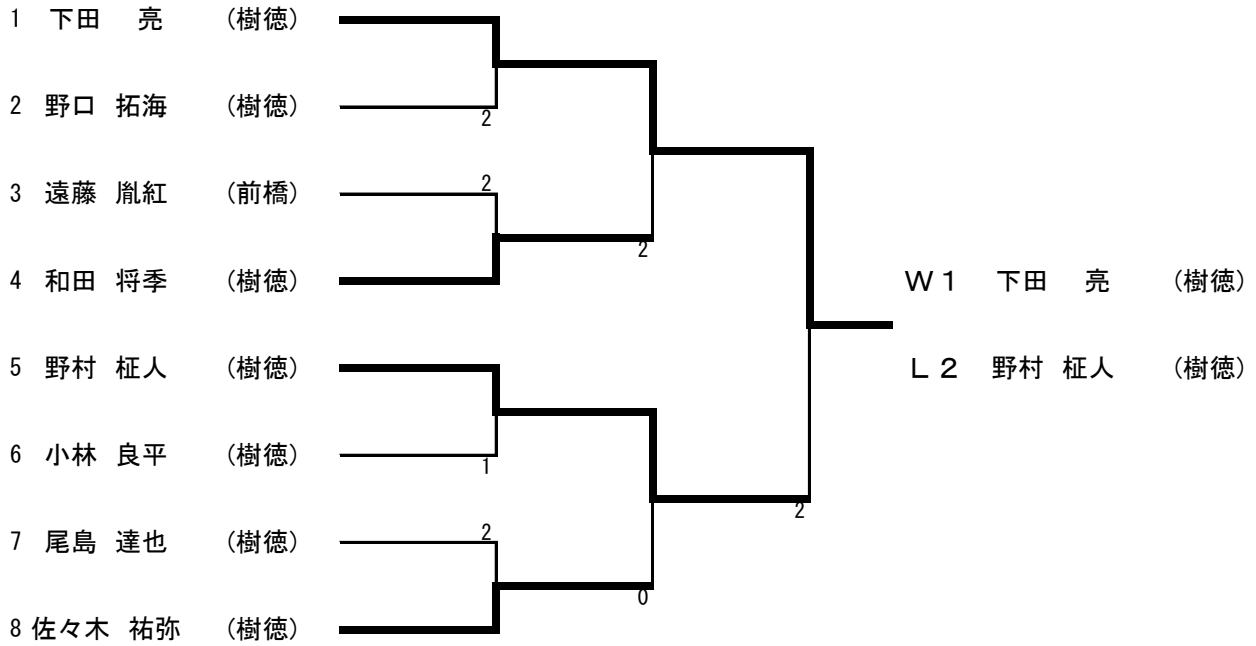 1 下田 亮 (樹徳)
2 野口 拓海 (樹徳)
2
2
3 遠藤 胤紅 (前橋)
2
4 和田 将季 (樹徳)
W1 下田 亮 (樹徳)
5 野村 柾人 (樹徳)
L2 野村 柾人 (樹徳)
6 小林 良平 (樹徳)
1
2
2
7 尾島 達也 (樹徳)
0
8 佐々木 祐弥 (樹徳)